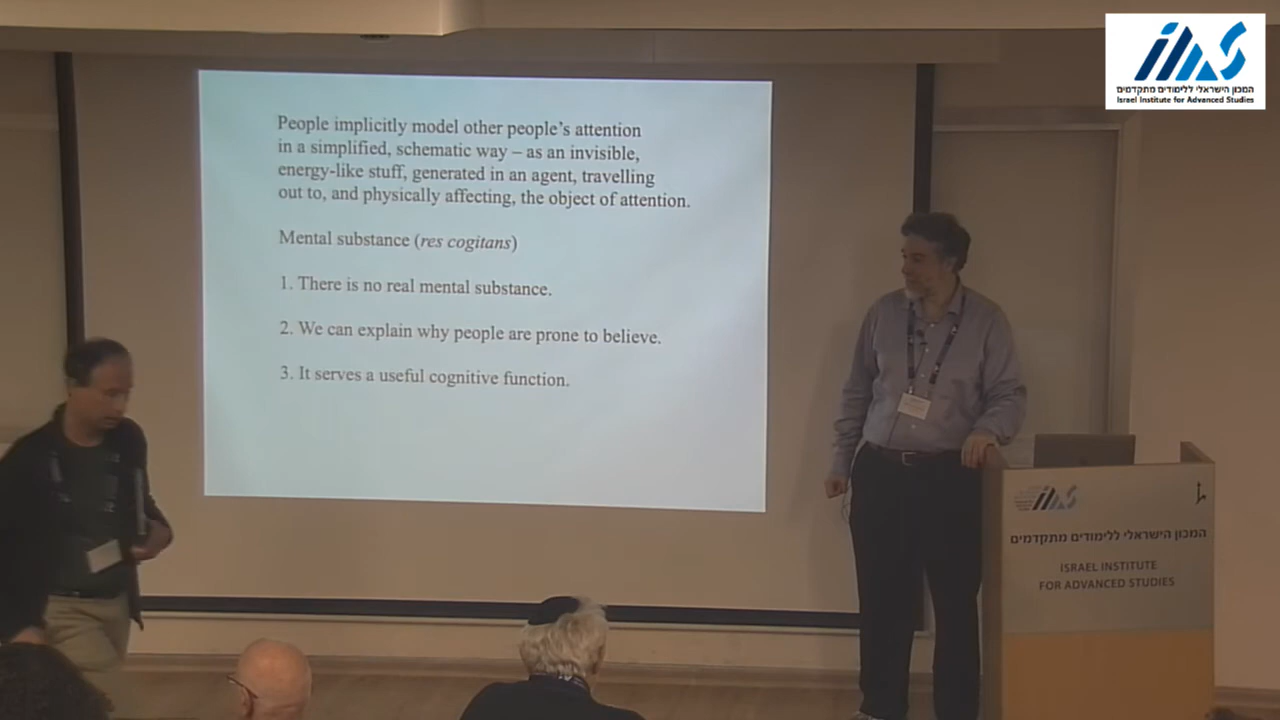 המכון הישראלי ללימודים מתקדמים
Israel Institute for Advanced Studies
People implicitly model other people's attention
in a simplified, schematic way – as an invisible,
energy-like stuff, generated in an agent, travelling
out to, and physically affecting, the object of attention.
Mental substance (res cogitans)
1. There is no real mental substance.
2. We can explain why people are prone to believe.
3. It serves a useful cognitive function.
המכון הישראלי ללימודים מתקדמים
ISRAEL INSTITUTE
FOR ADVANCED STUDIES